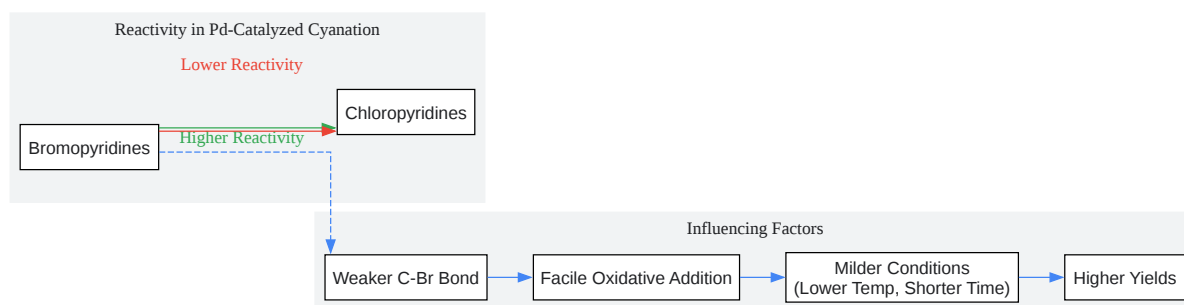 Reactivity in Pd-Catalyzed Cyanation
Lower Reactivity
Chloropyridines
Higher Reactivity
Bromopyridines
Influencing Factors
Weaker C-Br Bond
Facile Oxidative Addition
Milder Conditions
(Lower Temp, Shorter Time)
Higher Yields